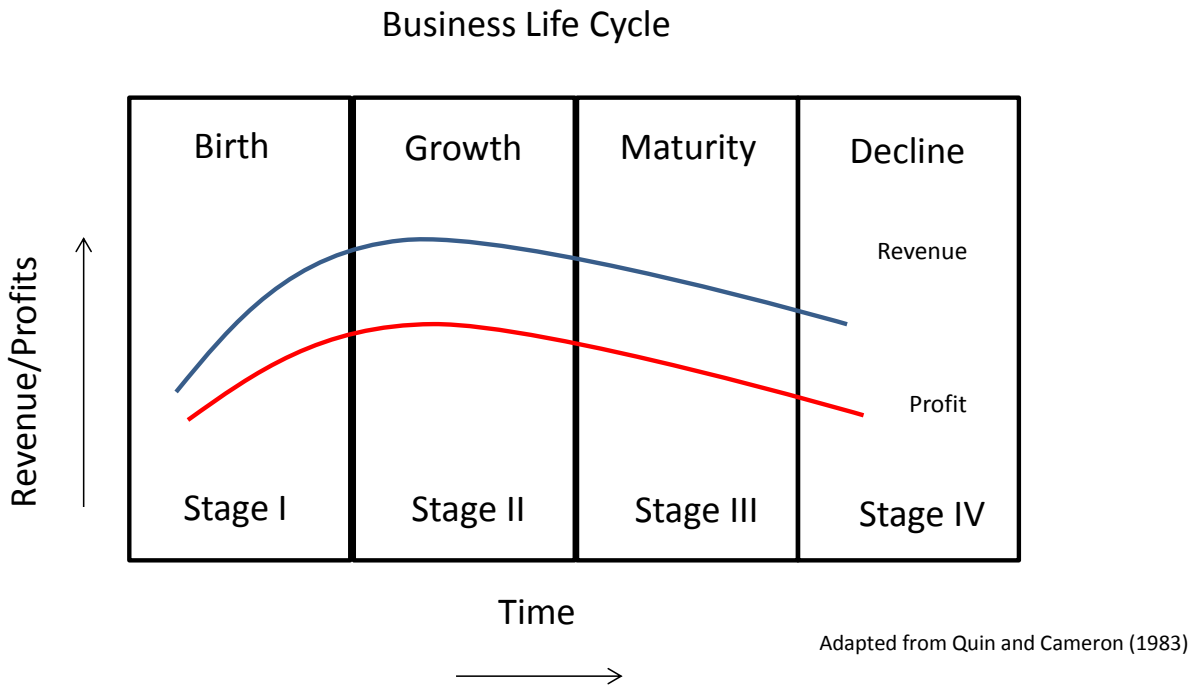 Business Life Cycle
Birth
Growth
Maturity
Decline
Revenue
Revenue/Profits
Profit
Stage I
Stage II
Stage III
Stage IV
Time
Adapted from Quin and Cameron (1983)